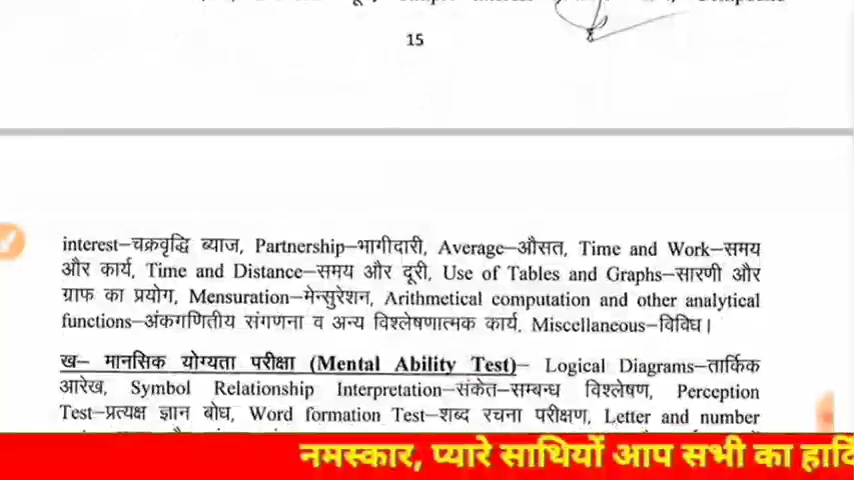 15
interest–चक्रवृद्धि ब्याज, Partnership–भागीदारी, Average–औसत, Time and Work–समय
और कार्य, Time and Distance–समय और दूरी, Use of Tables and Graphs–सारणी और
ग्राफ का प्रयोग, Mensuration–मेन्सुरेशन, Arithmetical computation and other analytical
functions–अंकगणितीय संगणना व अन्य विश्लेषणात्मक कार्य, Miscellaneous–विविध।
ख– मानसिक योग्यता परीक्षा (Mental Ability Test)– Logical Diagrams–तार्किक
आरेख, Symbol Relationship Interpretation–संकेत–सम्बन्ध विश्लेषण, Perception
Test–प्रत्यक्ष ज्ञान बोध, Word formation Test–शब्द रचना परीक्षण, Letter and number
नमस्कार, प्यारे साथियों आप सभी का